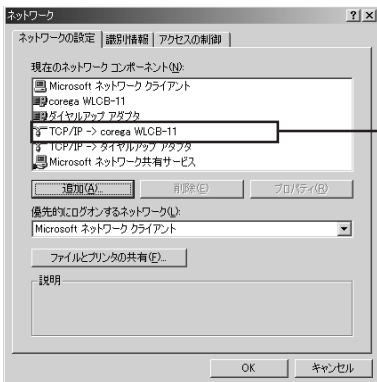 ネットワーク
ネットワークの設定 識別情報 アクセスの制御
現在のネットワーク コンポーネント(N):
Microsoft ネットワーク クライアント
corega WLCB-11
ダイヤルアップ アダプタ
TCP/IP -> corega WLCB-11
TCP/IP -> ダイヤルアップ アダプタ
Microsoft ネットワーク共有サービス
追加(A)... 削除(E) プロパティ(R)
優先的にログオンするネットワーク(L):
Microsoft ネットワーク クライアント
ファイルとプリンタの共有(F)...
説明
OK キャンセル